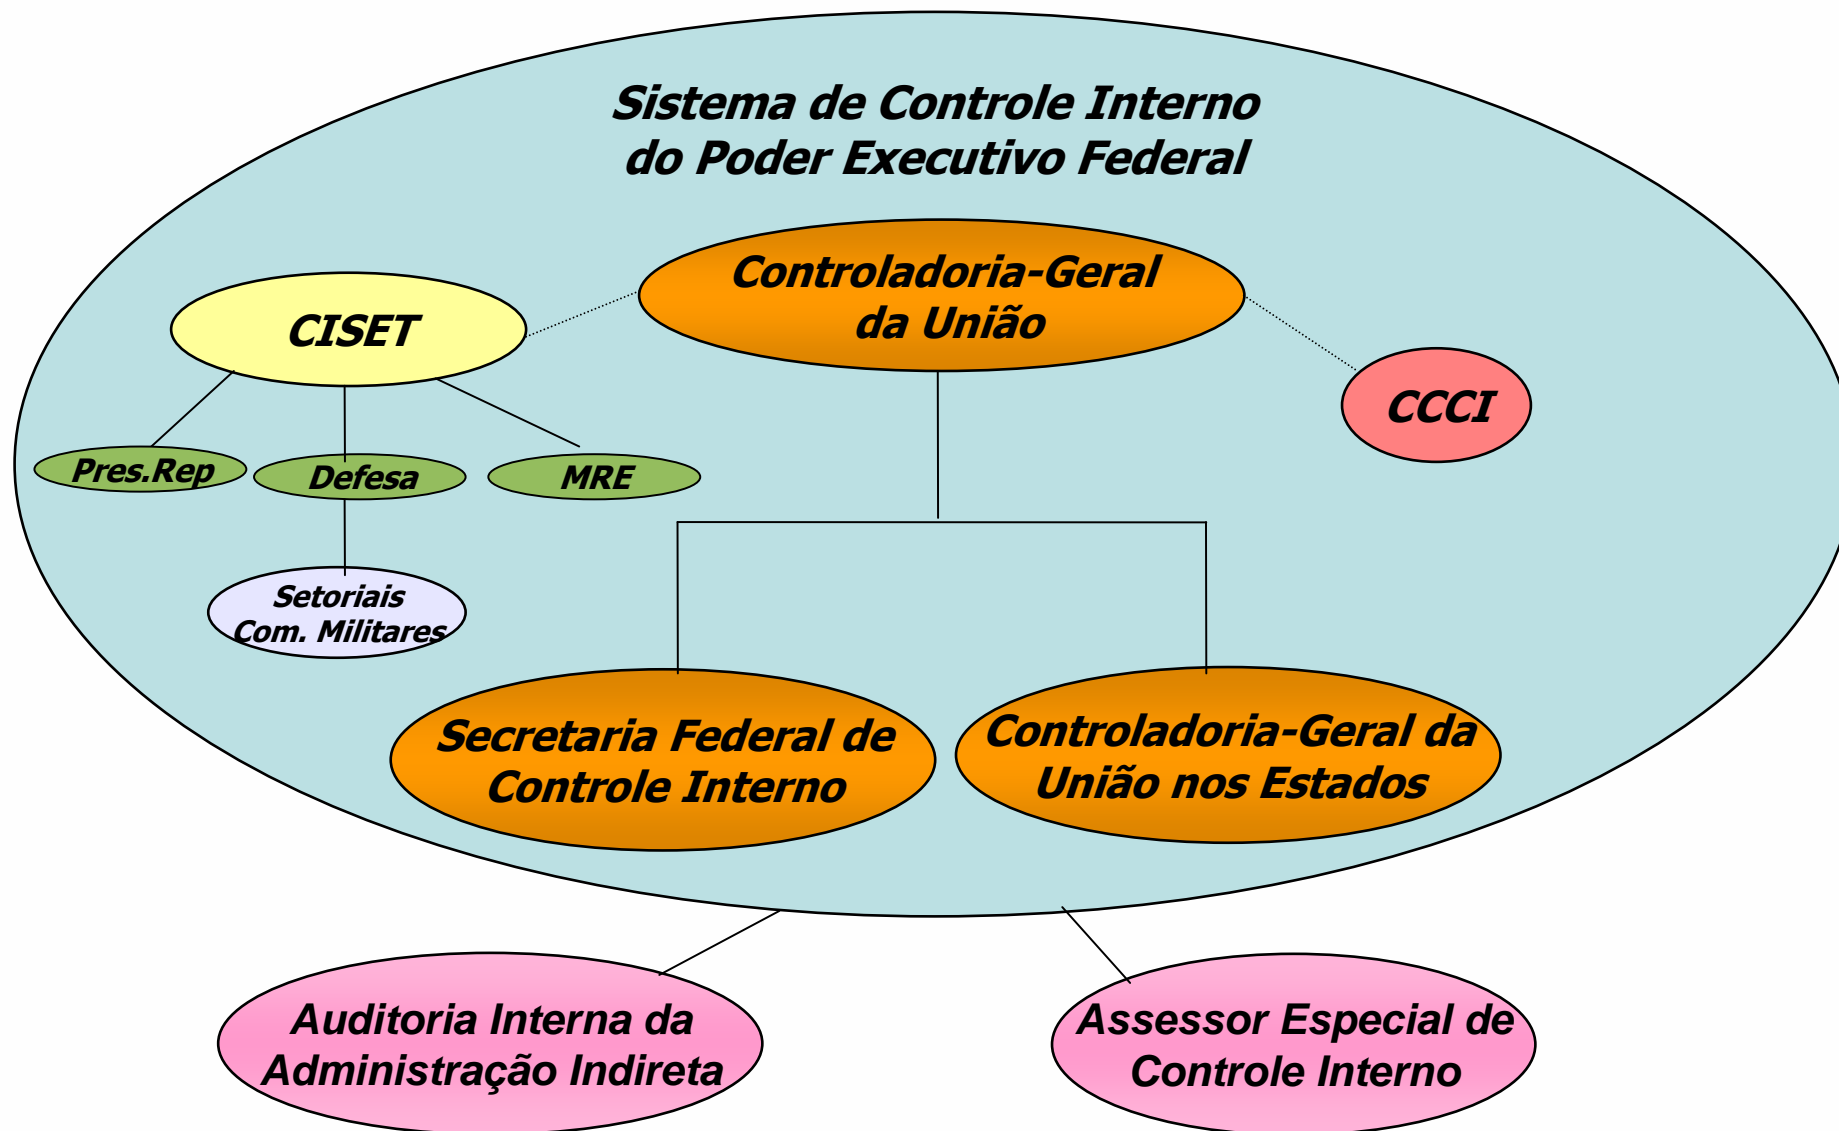 Sistema de Controle Interno
do Poder Executivo Federal
Controladoria-Geral
da União
CISET
CCCI
Pres.Rep
Defesa
MRE
Setoriais
Com. Militares
Secretaria Federal de
Controle Interno
Controladoria-Geral da
União nos Estados
Auditoria Interna da
Administração Indireta
Assessor Especial de
Controle Interno